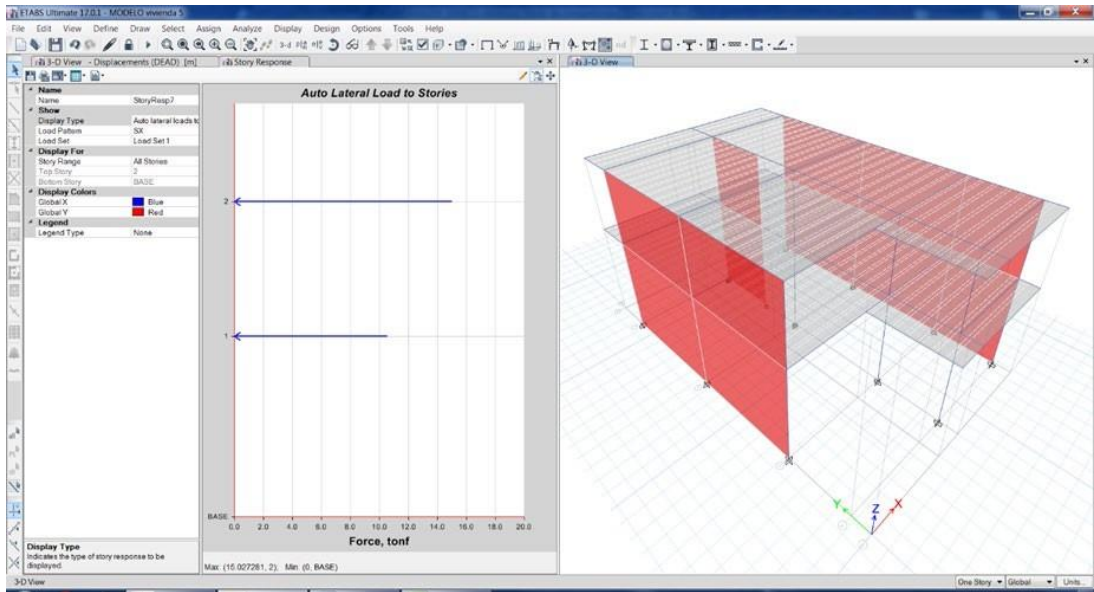 ETABS Ultimate 17.0.1 - MODELO vivienda 5
File Edit View Define Draw Select Assign Analyze Display Design Options Tools Help
3-D View - Displacements (DEAD) [m]
Story Response
3-D View
Name
Name StoryResp7
Show
Display Type Auto lateral loads to
Load Pattern SX
Load Set Load Set 1
Display For
Story Range All Stories
Top Story 2
Bottom Story BASE
Display Colors
Global X Blue
Global Y Red
Legend
Legend Type None
Display Type
Indicates the type of story response to be
displayed.
Auto Lateral Load to Stories
2
1
BASE
0.0 2.0 4.0 6.0 8.0 10.0 12.0 14.0 16.0 18.0 20.0
Force, tonf
Max: (15.027261, 2); Min: (0, BASE)
Y Z X
3-D View
One Story Global Units...